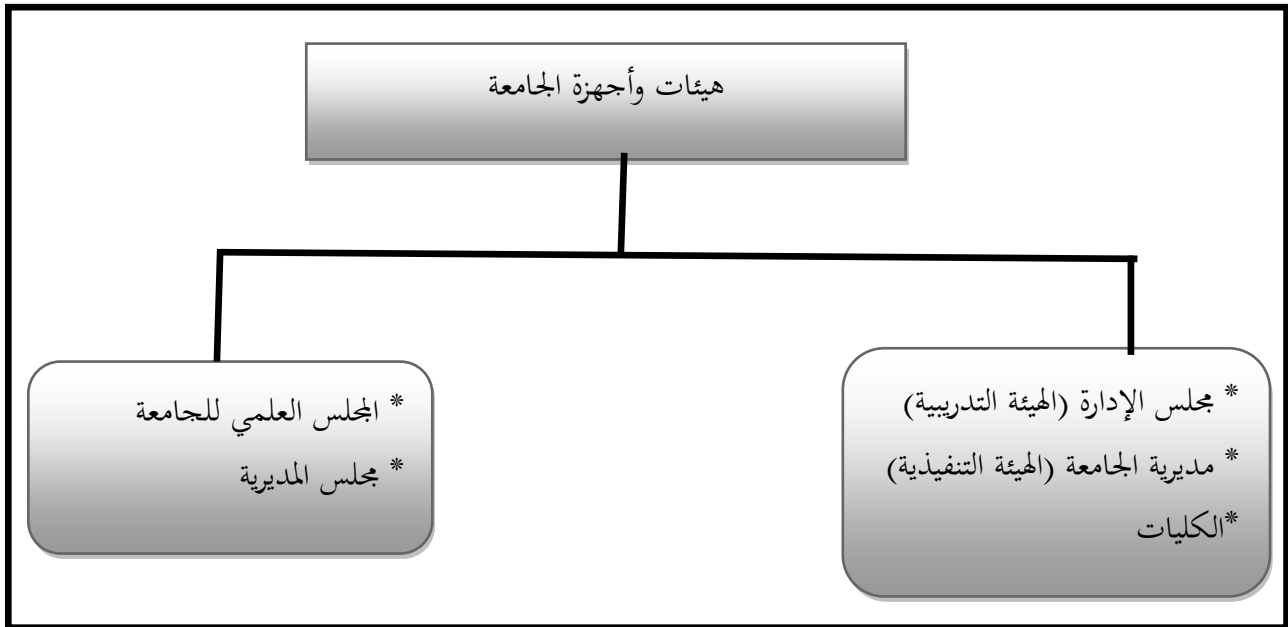 هيئات وأجهزة الجامعة
* مجلس الإدارة (الهيئة التدريبية)
* مديرية الجامعة (الهيئة التنفيذية)
*الكليات
* المجلس العلمي للجامعة
* مجلس المديرية